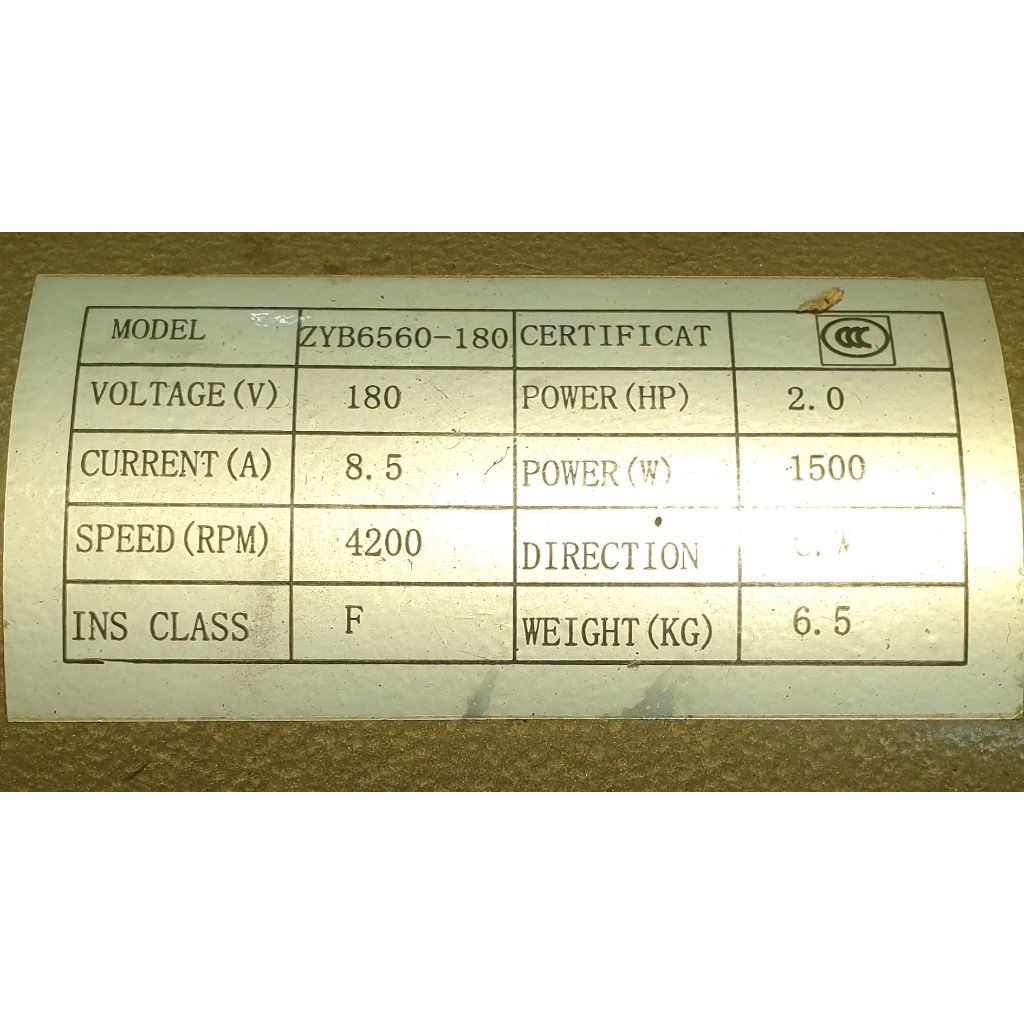 MODEL ZYB6560-180 CERTIFICAT CCC
VOLTAGE(V) 180 POWER(HP) 2.0
CURRENT(A) 8.5 POWER(W) 1500
SPEED(RPM) 4200 DIRECTION
INS CLASS F WEIGHT(KG) 6.5